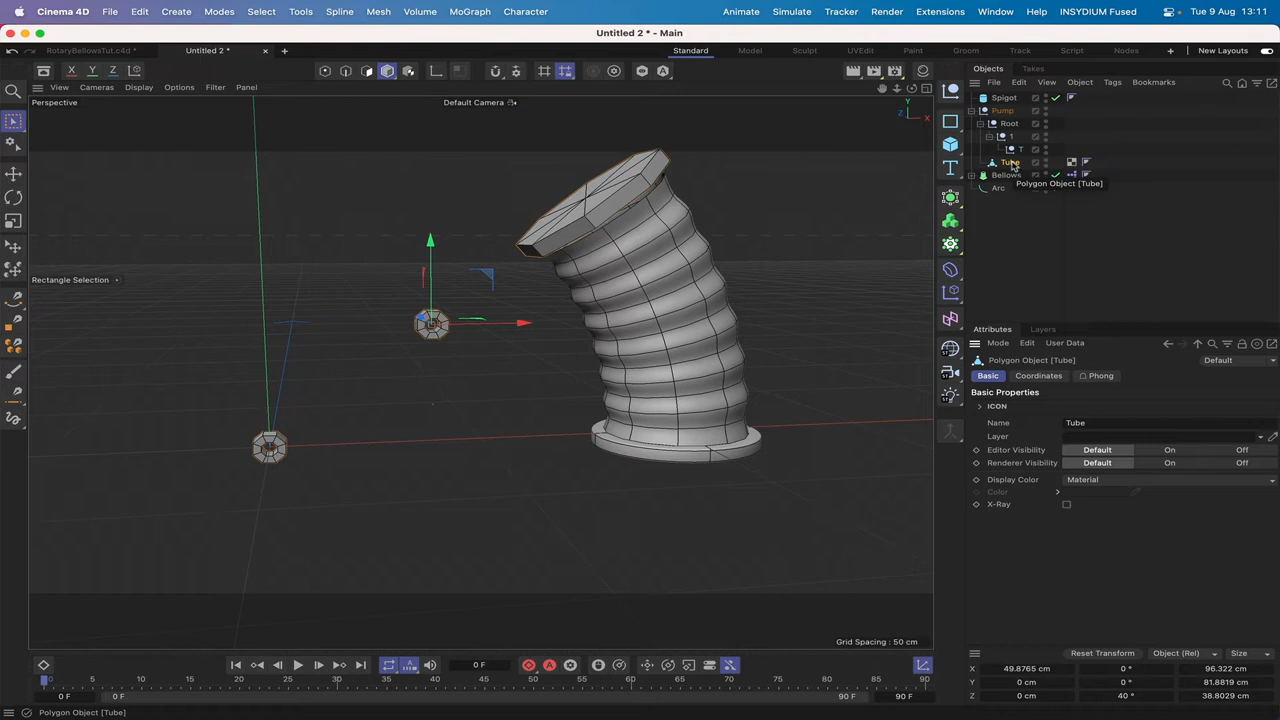 Cinema 4D File Edit Create Modes Select Tools Spline Mesh Volume MoGraph Character Animate Simulate Tracker Render Extensions Window Help INSYDIUM Fused Tue 9 Aug 13:11
Untitled 2 * - Main
RotaryBellowsTut.c4d * Untitled 2 * Standard Model Sculpt UVEdit Paint Groom Track Script Nodes New Layouts
X Y Z
Objects Takes
View Cameras Display Options Filter Panel
File Edit View Object Tags Bookmarks
Perspective Default Camera
Spigot
Pump
Root
1
T
Tube
Bellows
Polygon Object [Tube]
Arc
Y
Z X
Rectangle Selection
Attributes Layers
Mode Edit User Data
Polygon Object [Tube] Default
Basic Coordinates Phong
Basic Properties
ICON
Name Tube
Layer
Editor Visibility Default On Off
Renderer Visibility Default On Off
Display Color Material
Color
X-Ray
Grid Spacing : 50 cm
0 F
Reset Transform Object (Rel) Size
X 49.8765 cm 0 ° 96.322 cm
Y 0 cm 0 ° 81.8819 cm
Z 0 cm 40 ° 38.8029 cm
0 5 10 15 20 25 30 35 40 45 50 55 60 65 70 75 80 85 90
0 F 0 F 90 F 90 F
Polygon Object [Tube]